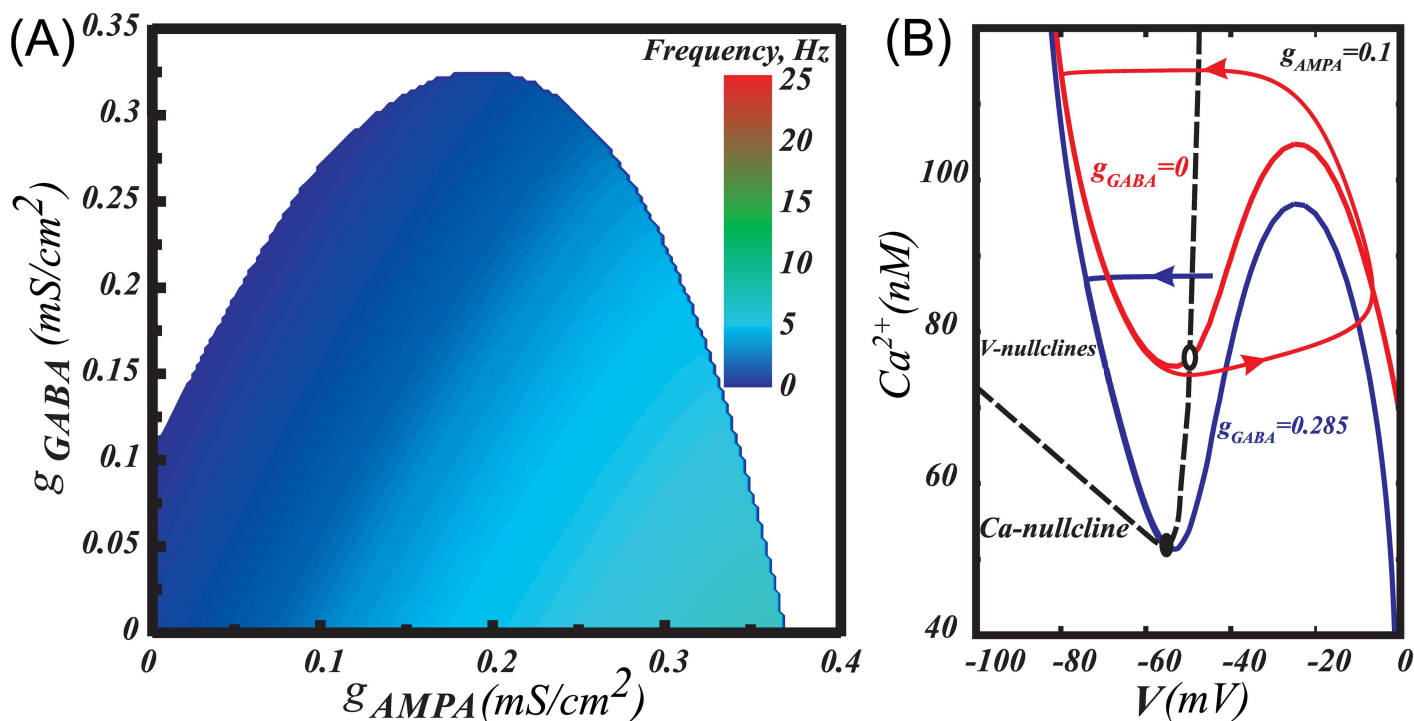 (A)
0.35
0.3
0.25
0.2
0.15
0.1
0.05
0
g GABA (mS/cm²)
Frequency, Hz
25
20
15
10
5
0
0 0.1 0.2 0.3 0.4
g AMPA(mS/cm²)
(B)
g AMPA=0.1
100
80
60
40
Ca²⁺(nM)
g GABA=0
V-nullclines
g GABA=0.285
Ca-nullcline
-100 -80 -60 -40 -20 0
V(mV)